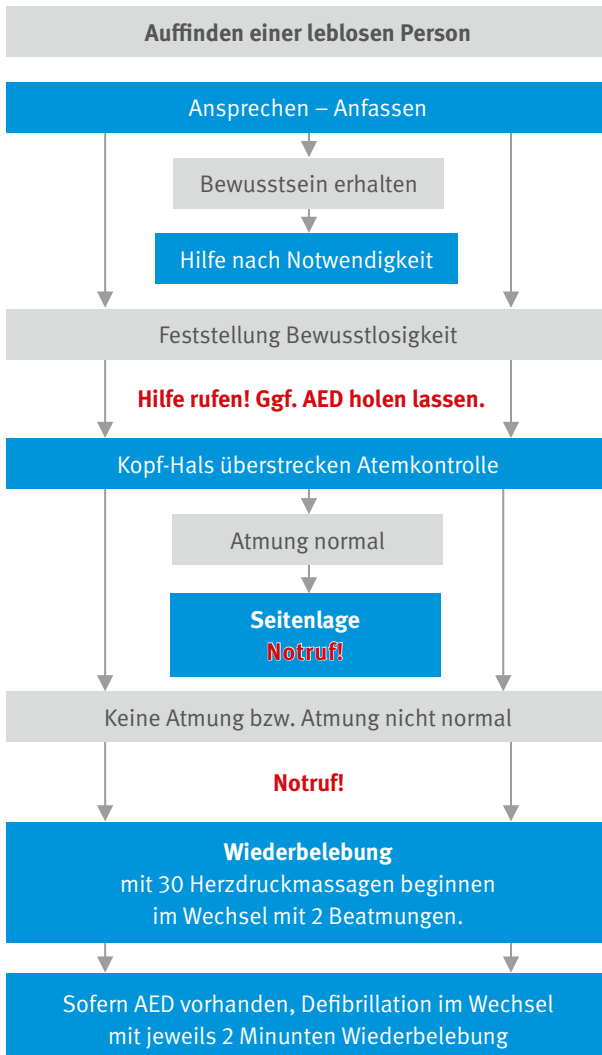 Auffinden einer leblosen Person
Ansprechen – Anfassen
Bewusstsein erhalten
Hilfe nach Notwendigkeit
Feststellung Bewusstlosigkeit
Hilfe rufen! Ggf. AED holen lassen.
Kopf-Hals überstrecken Atemkontrolle
Atmung normal
Seitenlage
Notruf!
Keine Atmung bzw. Atmung nicht normal
Notruf!
Wiederbelebung
mit 30 Herzdruckmassagen beginnen
im Wechsel mit 2 Beatmungen.
Sofern AED vorhanden, Defibrillation im Wechsel
mit jeweils 2 Minunten Wiederbelebung